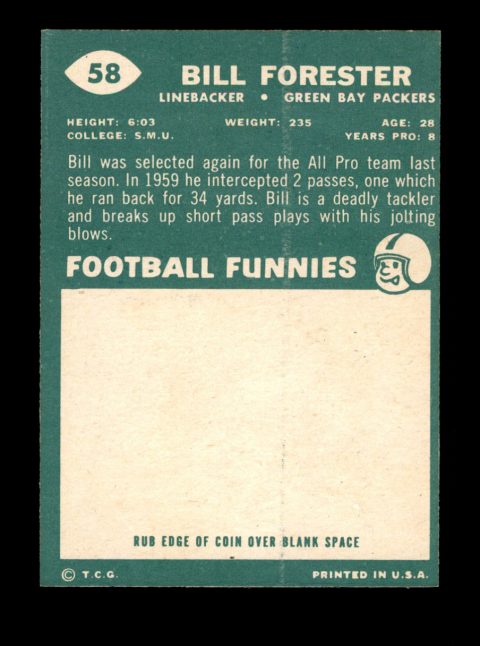 58
BILL FORESTER
LINEBACKER • GREEN BAY PACKERS
HEIGHT: 6:03 WEIGHT: 235 AGE: 28
COLLEGE: S.M.U. YEARS PRO: 8
Bill was selected again for the All Pro team last
season. In 1959 he intercepted 2 passes, one which
he ran back for 34 yards. Bill is a deadly tackler
and breaks up short pass plays with his jolting
blows.
FOOTBALL FUNNIES
RUB EDGE OF COIN OVER BLANK SPACE
© T.C.G. PRINTED IN U.S.A.